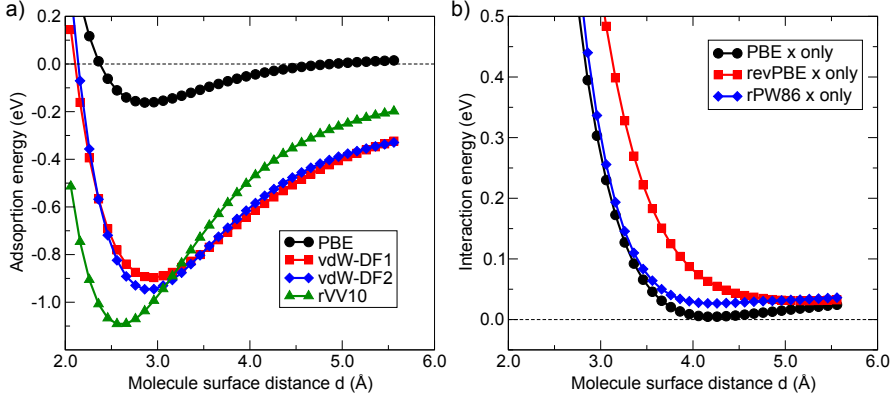 a)
Adsoprtion energy (eV)
0.0
-0.2
-0.4
-0.6
-0.8
-1.0
PBE
vdW-DF1
vdW-DF2
rVV10
2.0 3.0 4.0 5.0 6.0
Molecule surface distance d (Å)
b)
Interaction energy (eV)
0.5
0.4
0.3
0.2
0.1
0.0
PBE x only
revPBE x only
rPW86 x only
2.0 3.0 4.0 5.0 6.0
Molecule surface distance d (Å)